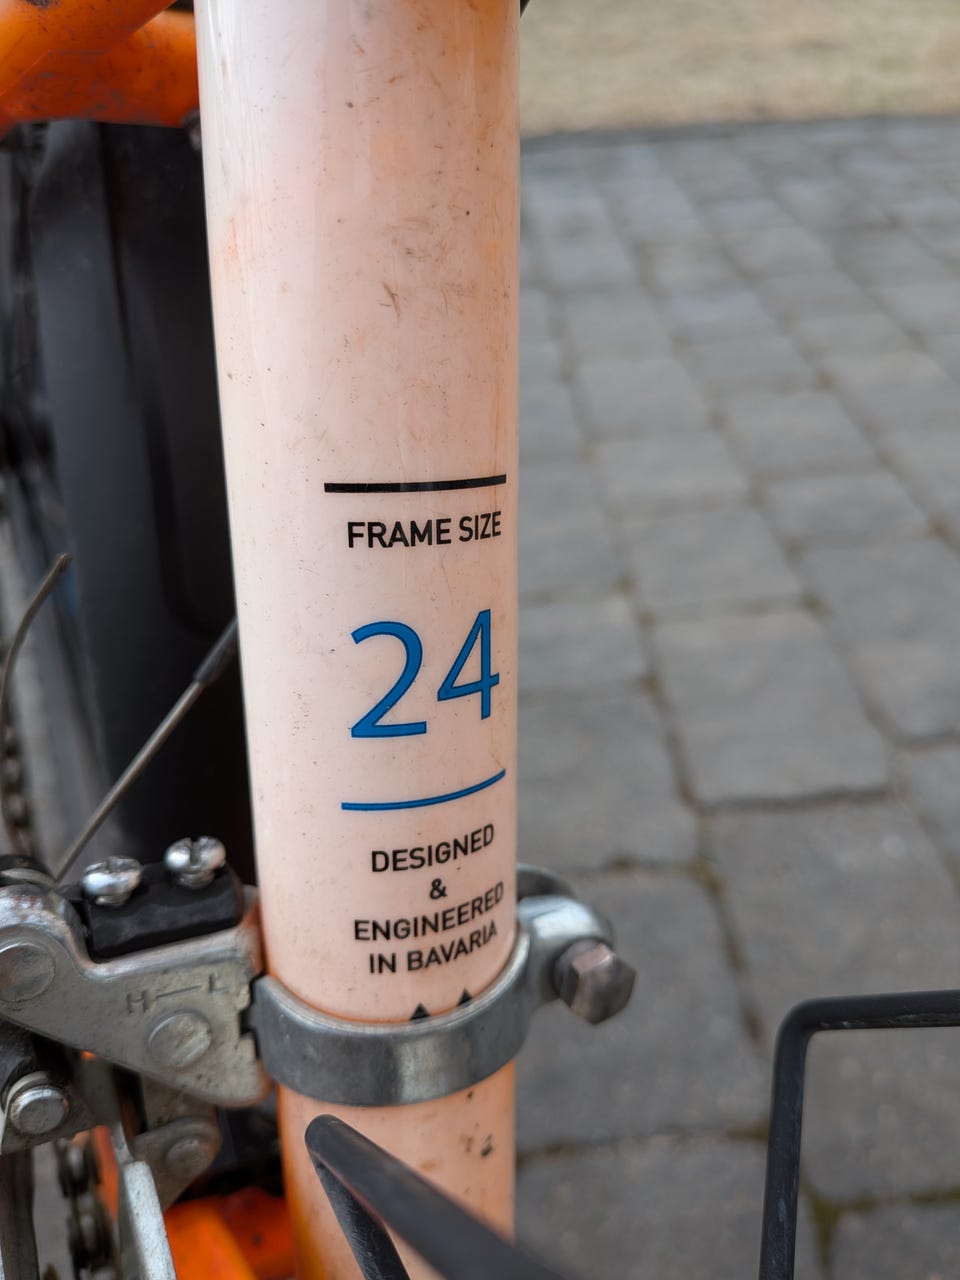 FRAME SIZE
24
DESIGNED
&
ENGINEERED
IN BAVARIA
H — L